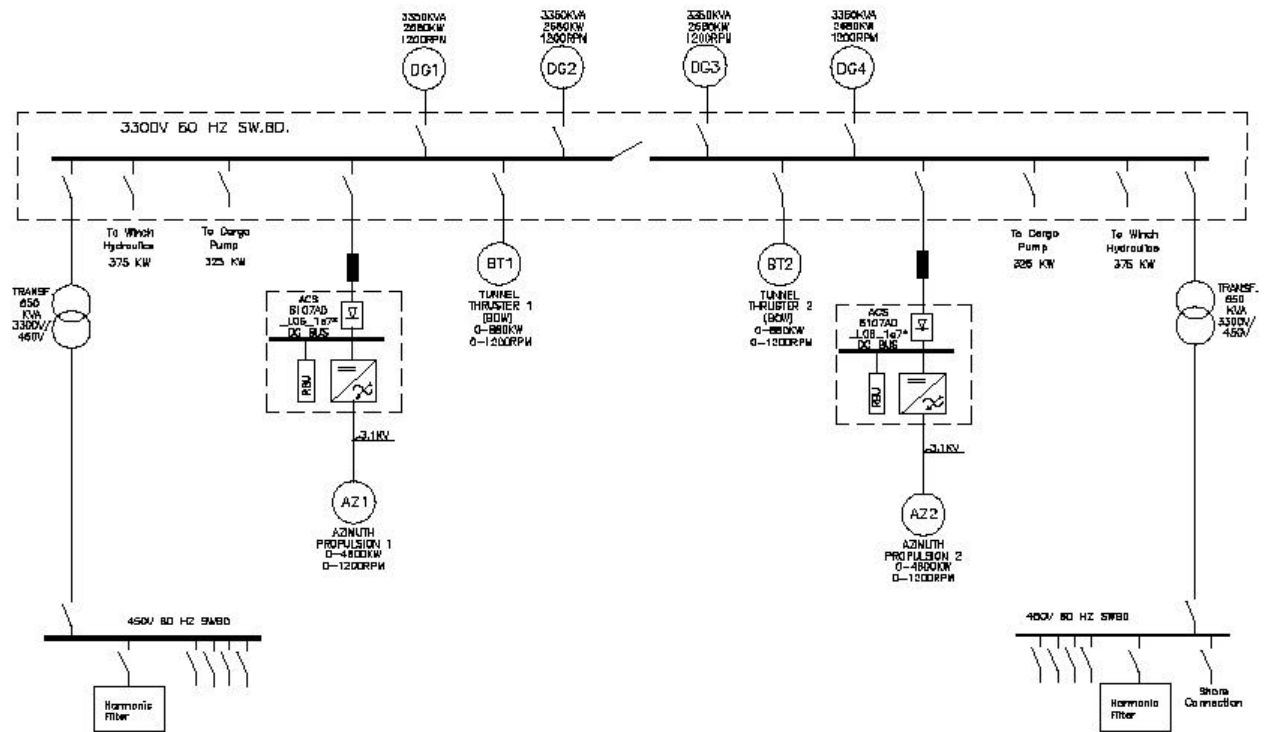 3350KVA
2680KW
1200RPM
DG1
3350KVA
2680KW
1200RPM
DG2
3350KVA
2680KW
1200RPM
DG3
3350KVA
2680KW
1200RPM
DG4
3300V 60 HZ SW.BD.
To Winch
Hydraulics
375 KW
To Cargo
Pump
325 KW
BT1
TUNNEL
THRUSTER 1
(BOW)
0-880KW
0-1200RPM
BT2
TUNNEL
THRUSTER 2
(BOW)
0-880KW
0-1200RPM
To Cargo
Pump
325 KW
To Winch
Hydraulics
375 KW
TRANSF.
650
KVA
3300V/
450V
ACS
6107AD
_L06_1a7*
DC BUS
RBU
~3.1KV
AZ1
AZIMUTH
PROPULSION 1
0-4600KW
0-1200RPM
ACS
6107AD
_L06_1a7*
DC BUS
RBU
~3.1KV
AZ2
AZIMUTH
PROPULSION 2
0-4600KW
0-1200RPM
TRANSF.
650
KVA
3300V/
450V
450V 60 HZ SWBD
Harmonic
Filter
450V 60 HZ SWBD
Harmonic
Filter
Shore
Connection